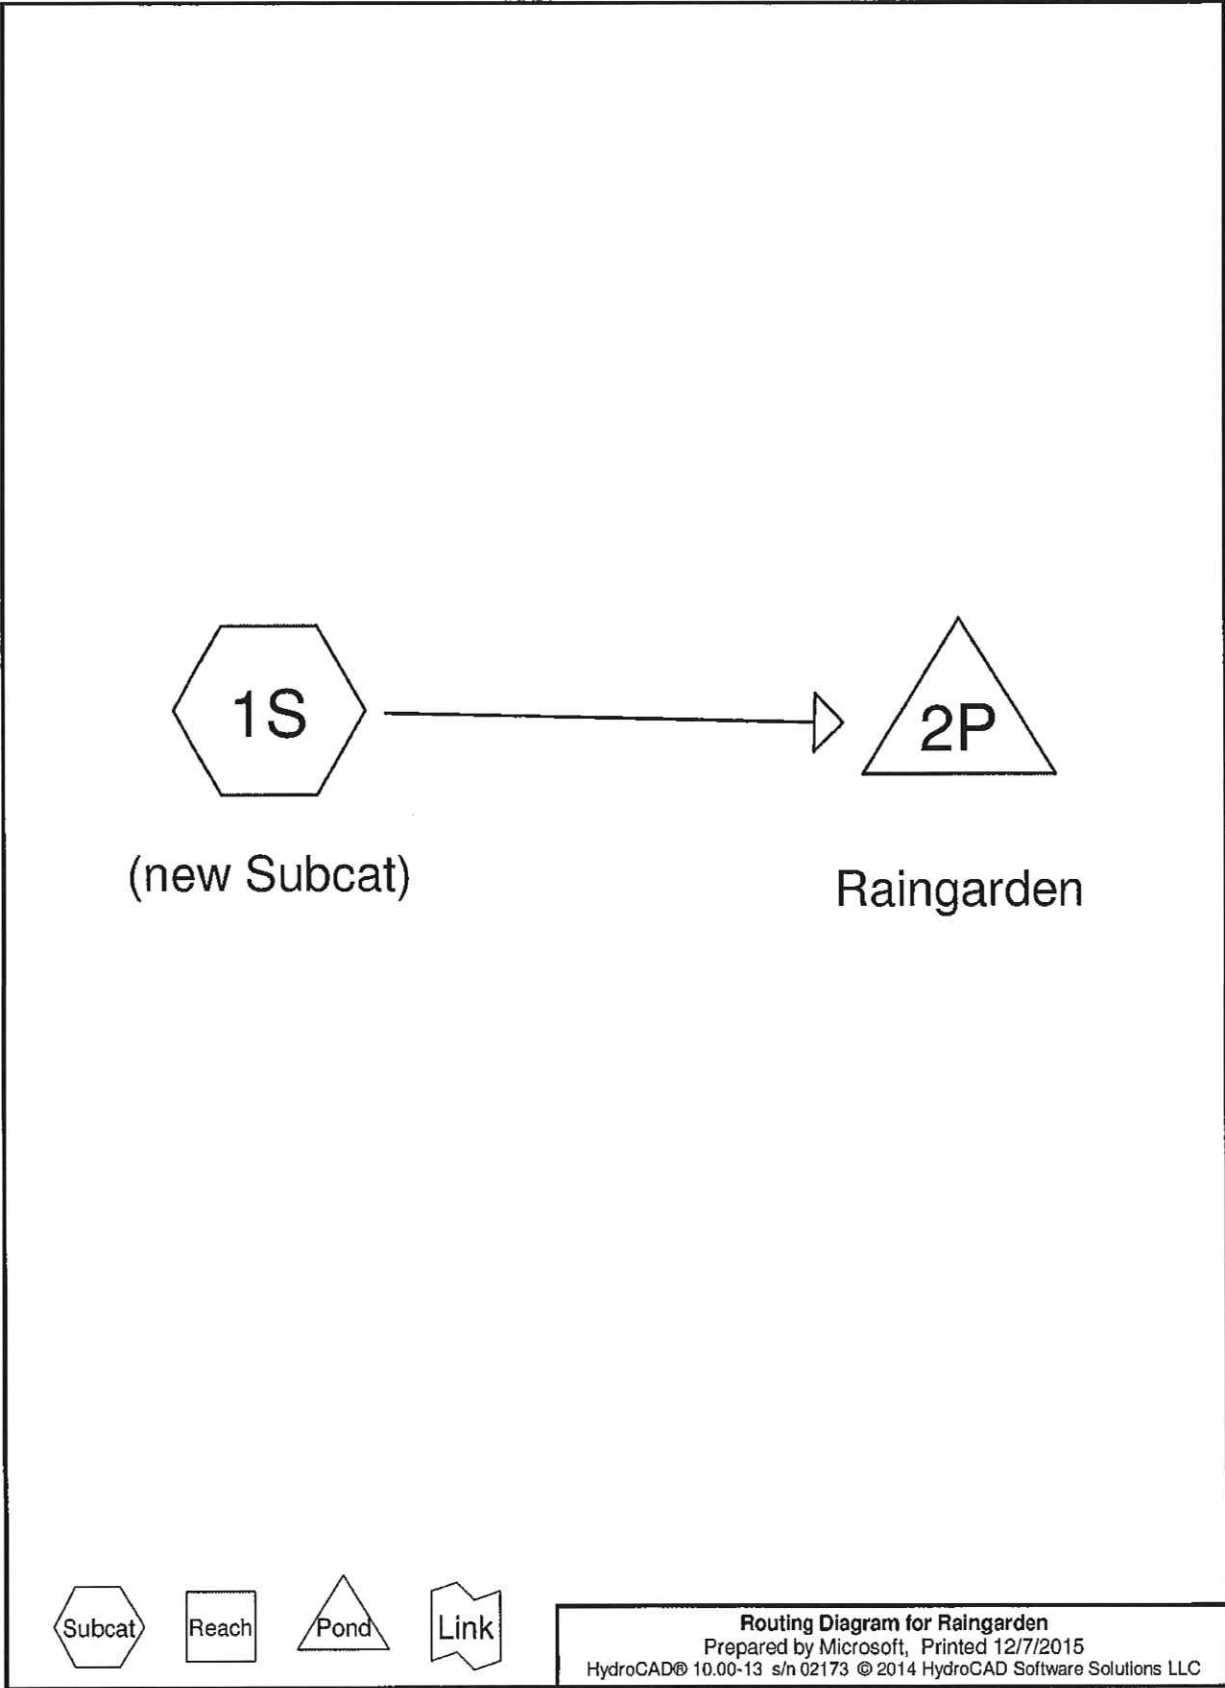 1S
2P
(new Subcat)
Raingarden
Subcat
Reach
Pond
Link
Routing Diagram for Raingarden
Prepared by Microsoft, Printed 12/7/2015
HydroCAD® 10.00-13 s/n 02173 © 2014 HydroCAD Software Solutions LLC